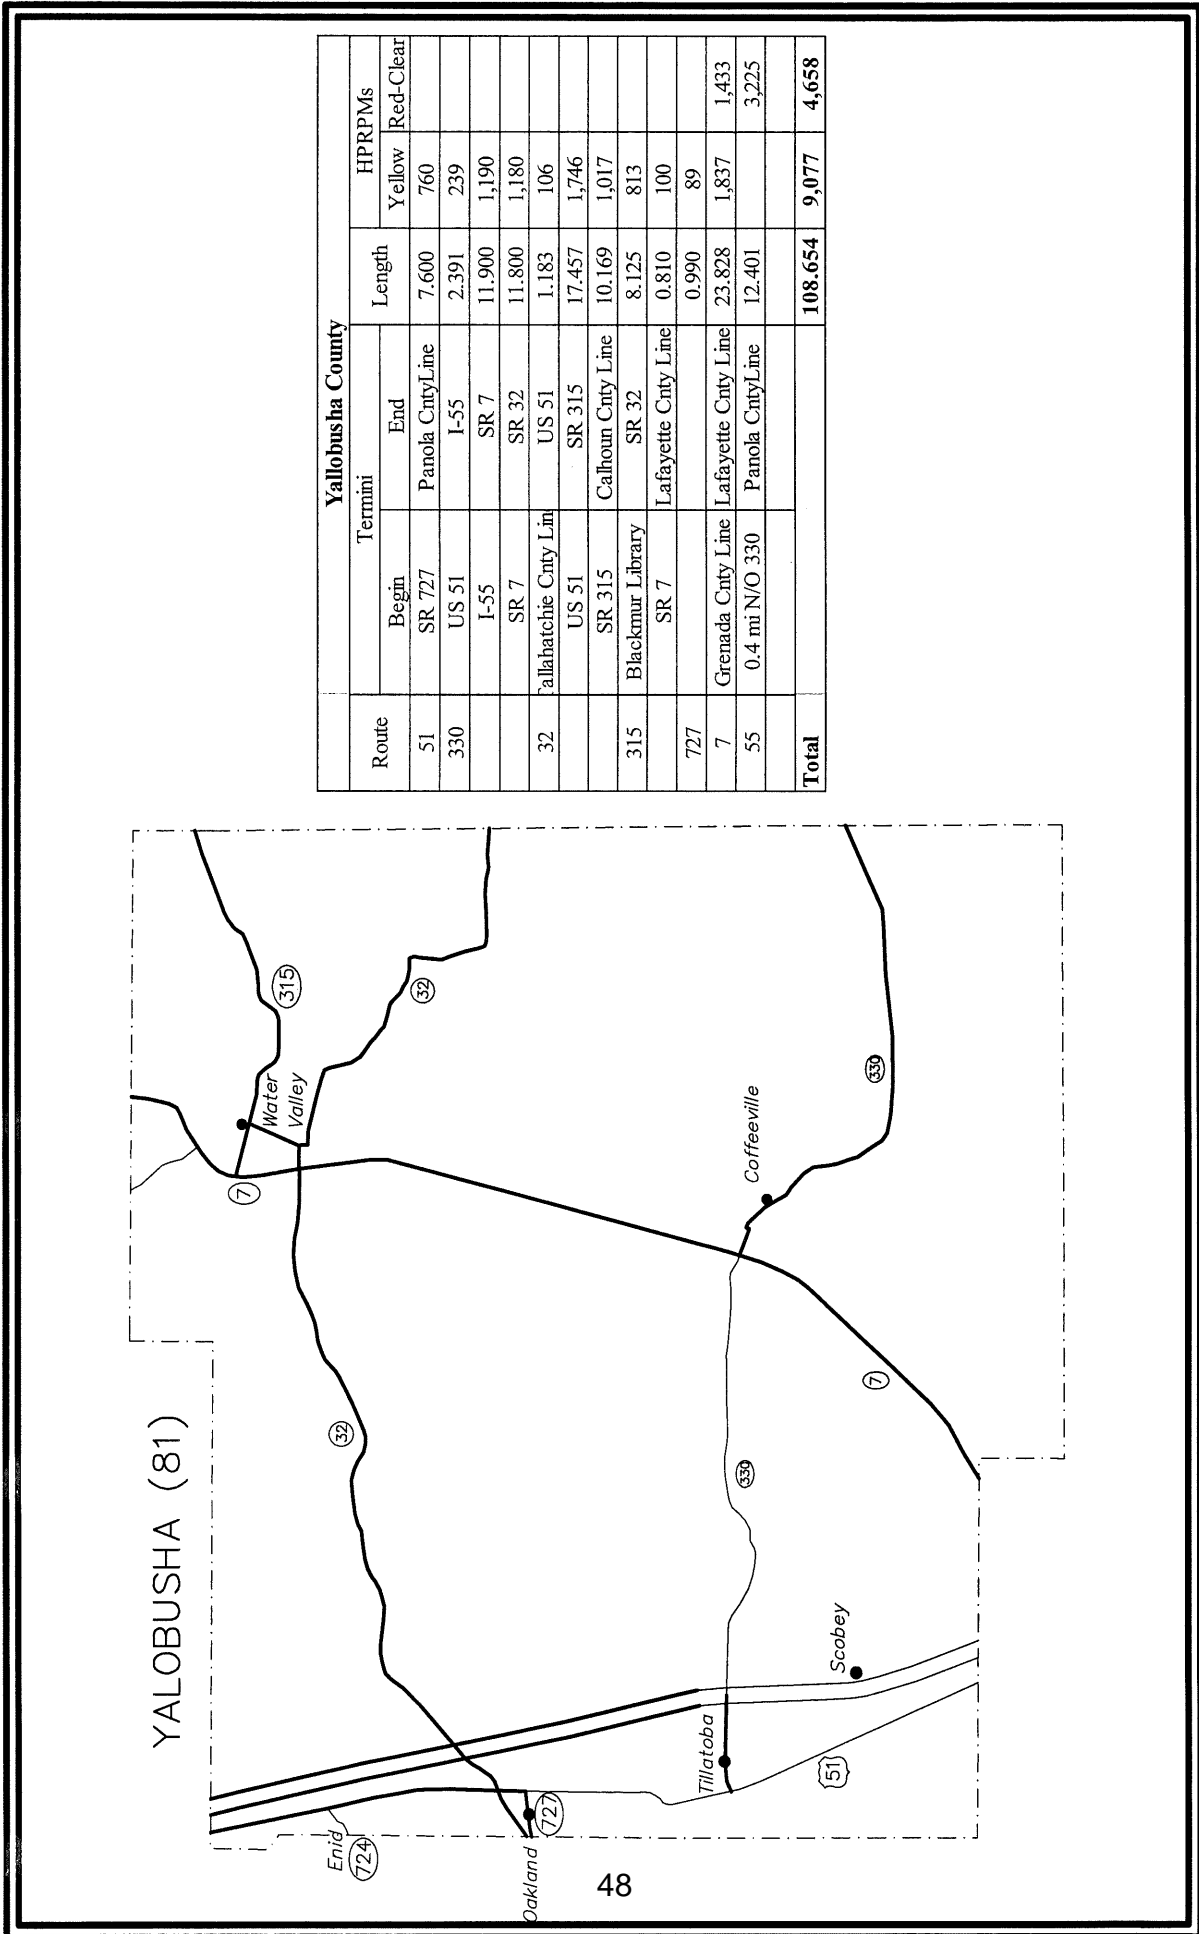 YALOBUSHA (81)
Enid
724
Oakland
727
Tillatoba
Scobey
51
32
330
7
7
Water
Valley
315
32
Coffeeville
330
Yallobusha County
Route Termini Length HPRPMs
Begin End Yellow Red-Clear
51 SR 727 Panola CntyLine 7.600 760
330 US 51 I-55 2.391 239
I-55 SR 7 11.900 1,190
SR 7 SR 32 11.800 1,180
32 allahatchie Cnty Lin US 51 1.183 106
US 51 SR 315 17.457 1,746
SR 315 Calhoun Cnty Line 10.169 1,017
315 Blackmur Library SR 32 8.125 813
SR 7 Lafayette Cnty Line 0.810 100
727 0.990 89
7 Grenada Cnty Line Lafayette Cnty Line 23.828 1,837 1,433
55 0.4 mi N/O 330 Panola CntyLine 12.401 3,225
Total 108.654 9,077 4,658
48